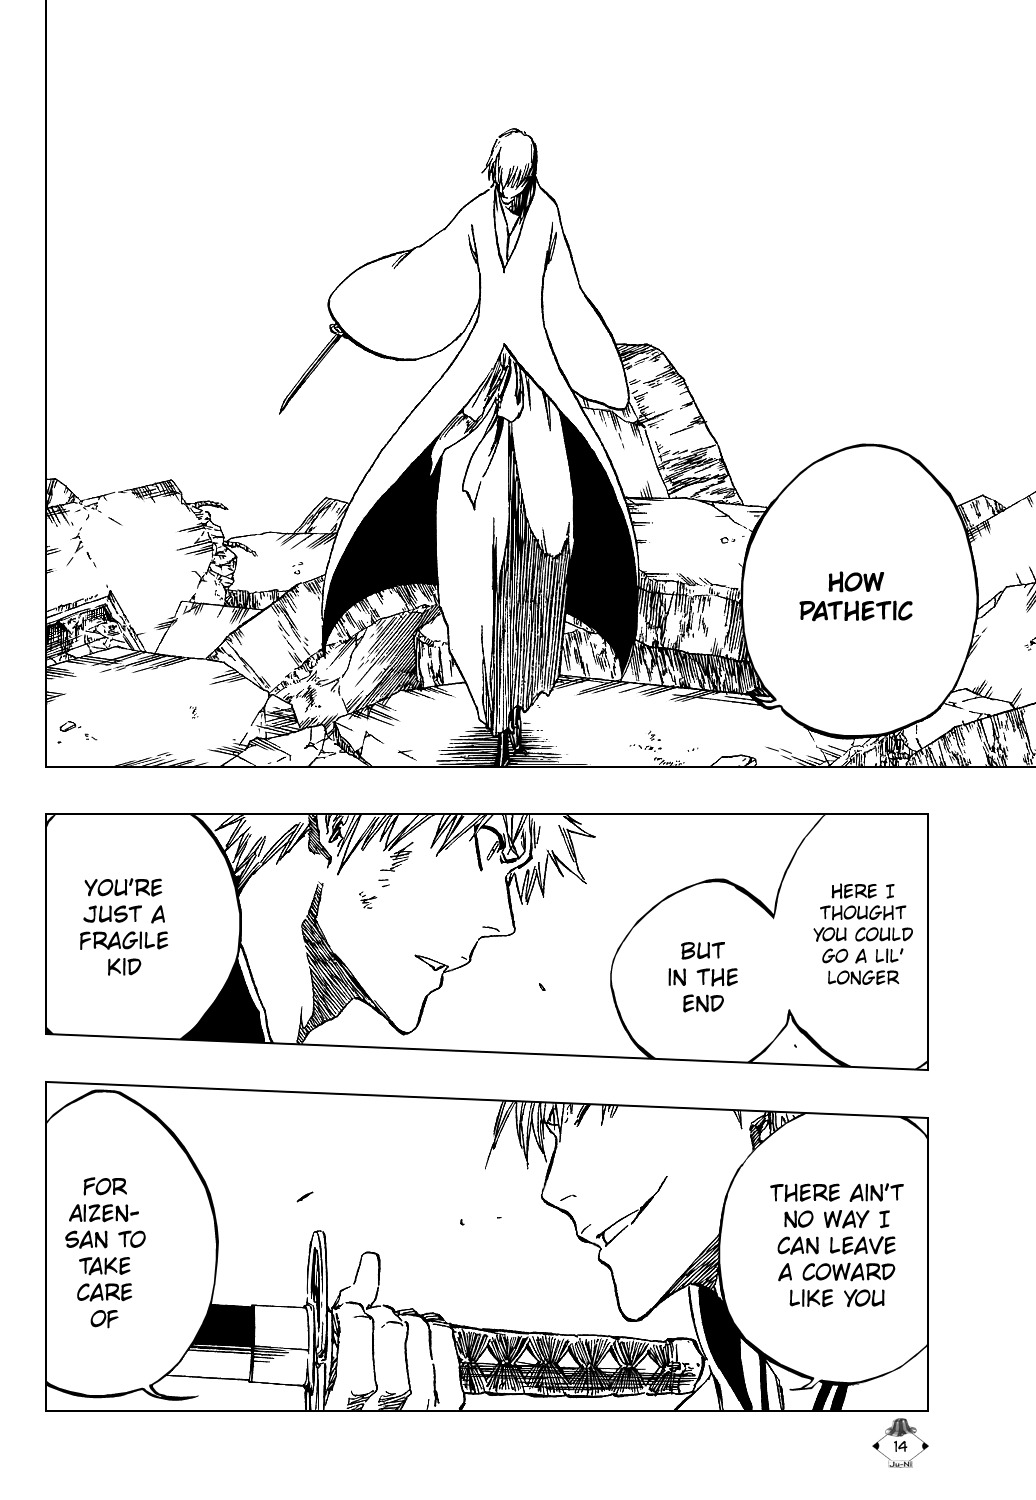 HOW
PATHETIC
HERE I
THOUGHT
YOU COULD
GO A LIL'
LONGER
BUT
IN THE
END
YOU'RE
JUST A
FRAGILE
KID
THERE AIN'T
NO WAY I
CAN LEAVE
A COWARD
LIKE YOU
FOR
AIZEN-
SAN TO
TAKE
CARE
OF
14
Ju-Ni